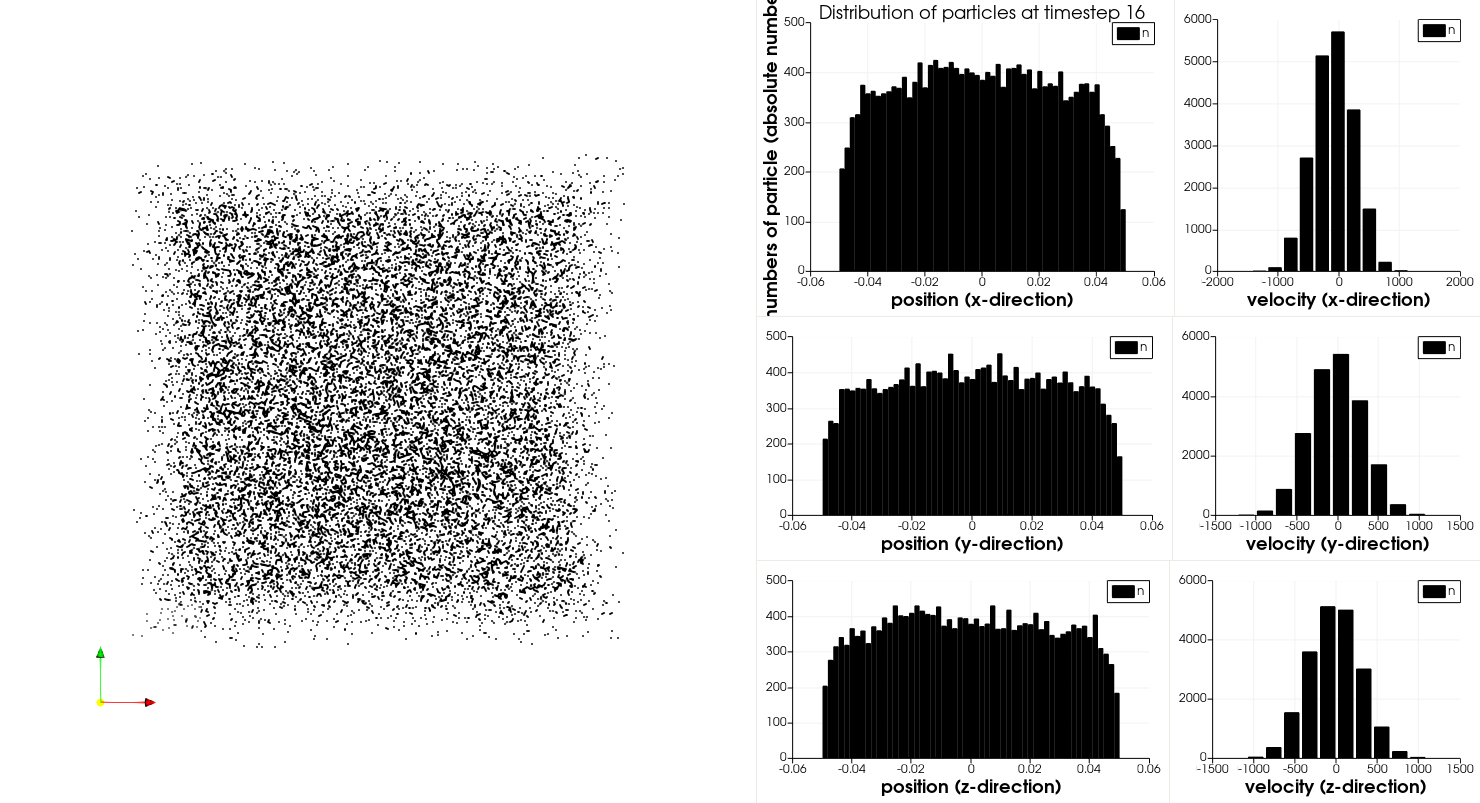 Distribution of particles at timestep 16
numbers of particle (absolute numbe
500
400
300
200
100
0
n
-0.06 -0.04 -0.02 0 0.02 0.04 0.06
position (x-direction)
6000
5000
4000
3000
2000
1000
0
n
-2000 -1000 0 1000 2000
velocity (x-direction)
500
400
300
200
100
0
n
-0.06 -0.04 -0.02 0 0.02 0.04 0.06
position (y-direction)
6000
4000
2000
0
n
-1500 -1000 -500 0 500 1000 1500
velocity (y-direction)
500
400
300
200
100
0
n
-0.06 -0.04 -0.02 0 0.02 0.04 0.06
position (z-direction)
6000
4000
2000
0
n
-1500 -1000 -500 0 500 1000 1500
velocity (z-direction)